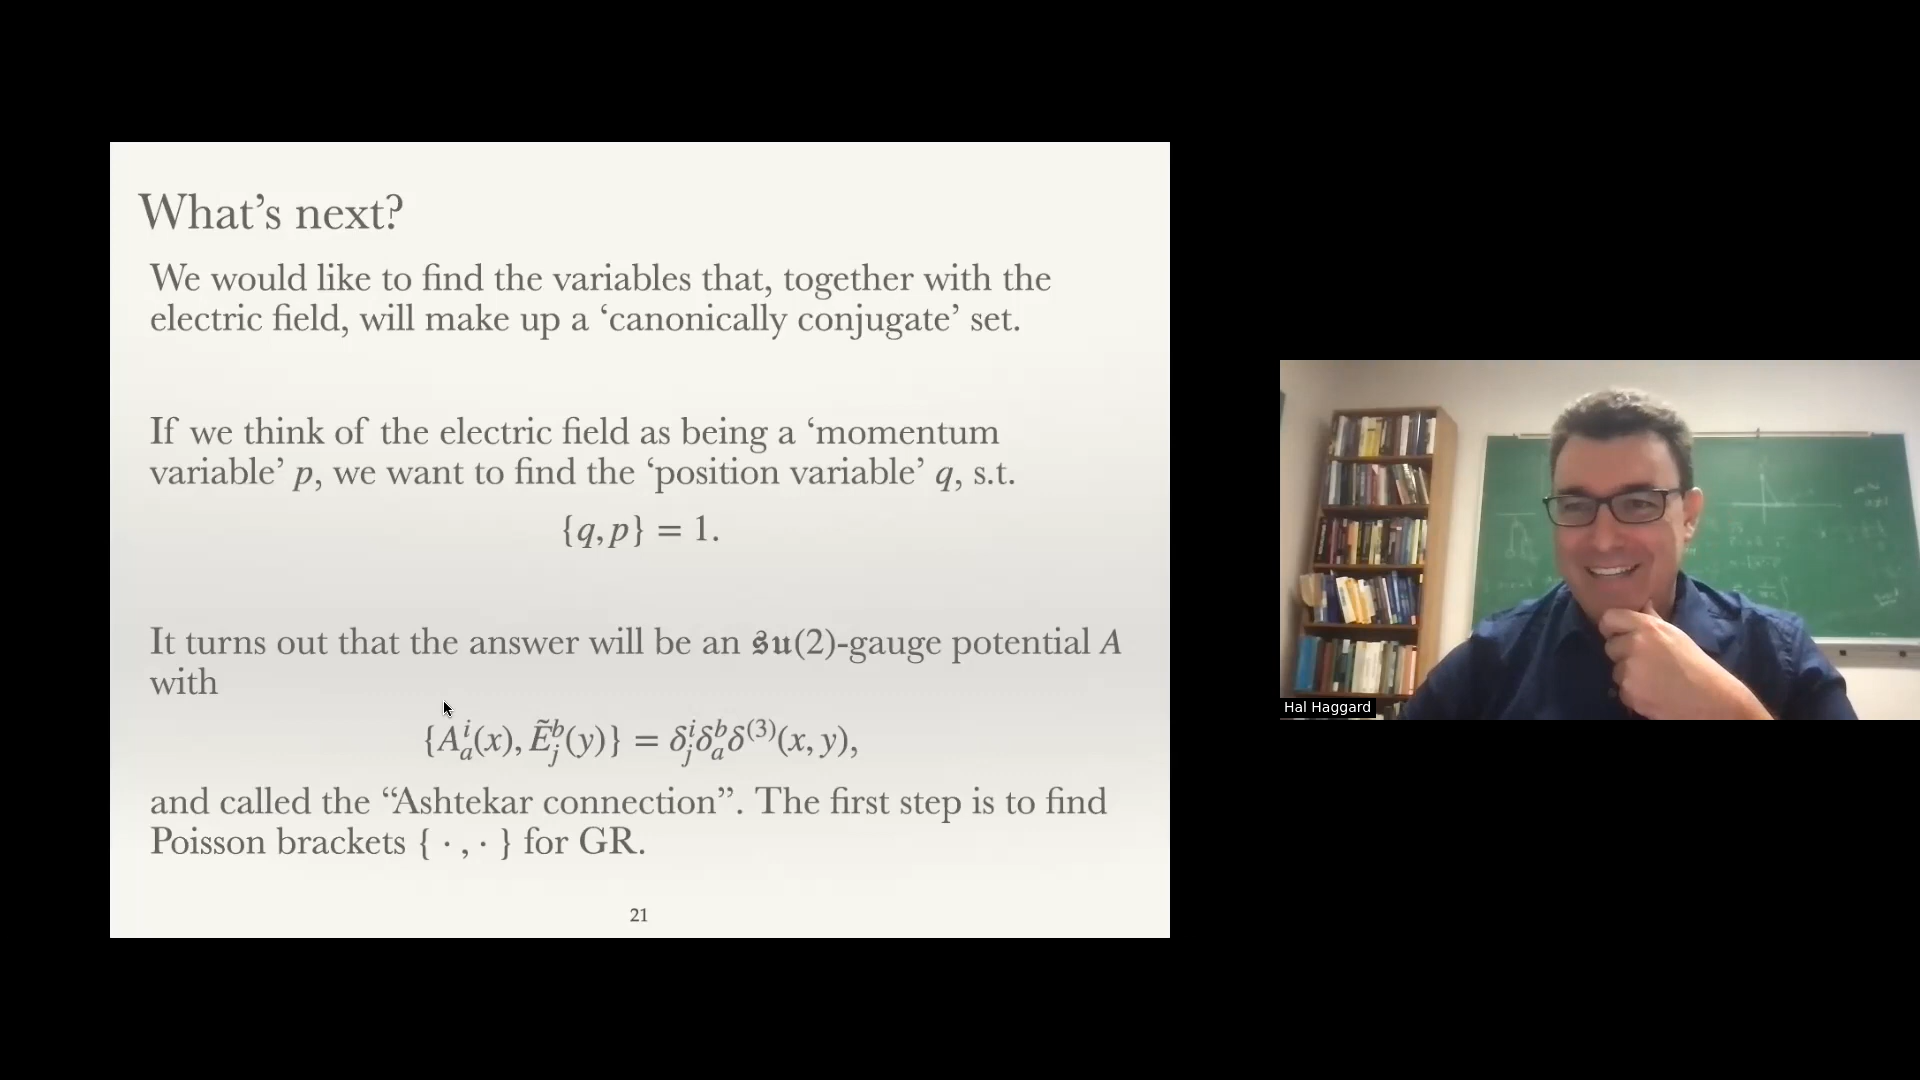 What’s next?
We would like to find the variables that, together with the
electric field, will make up a ‘canonically conjugate’ set.
If we think of the electric field as being a ‘momentum
variable’ p, we want to find the ‘position variable’ q, s.t.
{q, p} = 1.
It turns out that the answer will be an 𝔰𝔲(2)-gauge potential A
with
{A^i_a(x), Ẽ^b_j(y)} = δ^i_j δ^b_a δ^(3)(x, y),
and called the “Ashtekar connection”. The first step is to find
Poisson brackets { · , · } for GR.
21
Hal Haggard